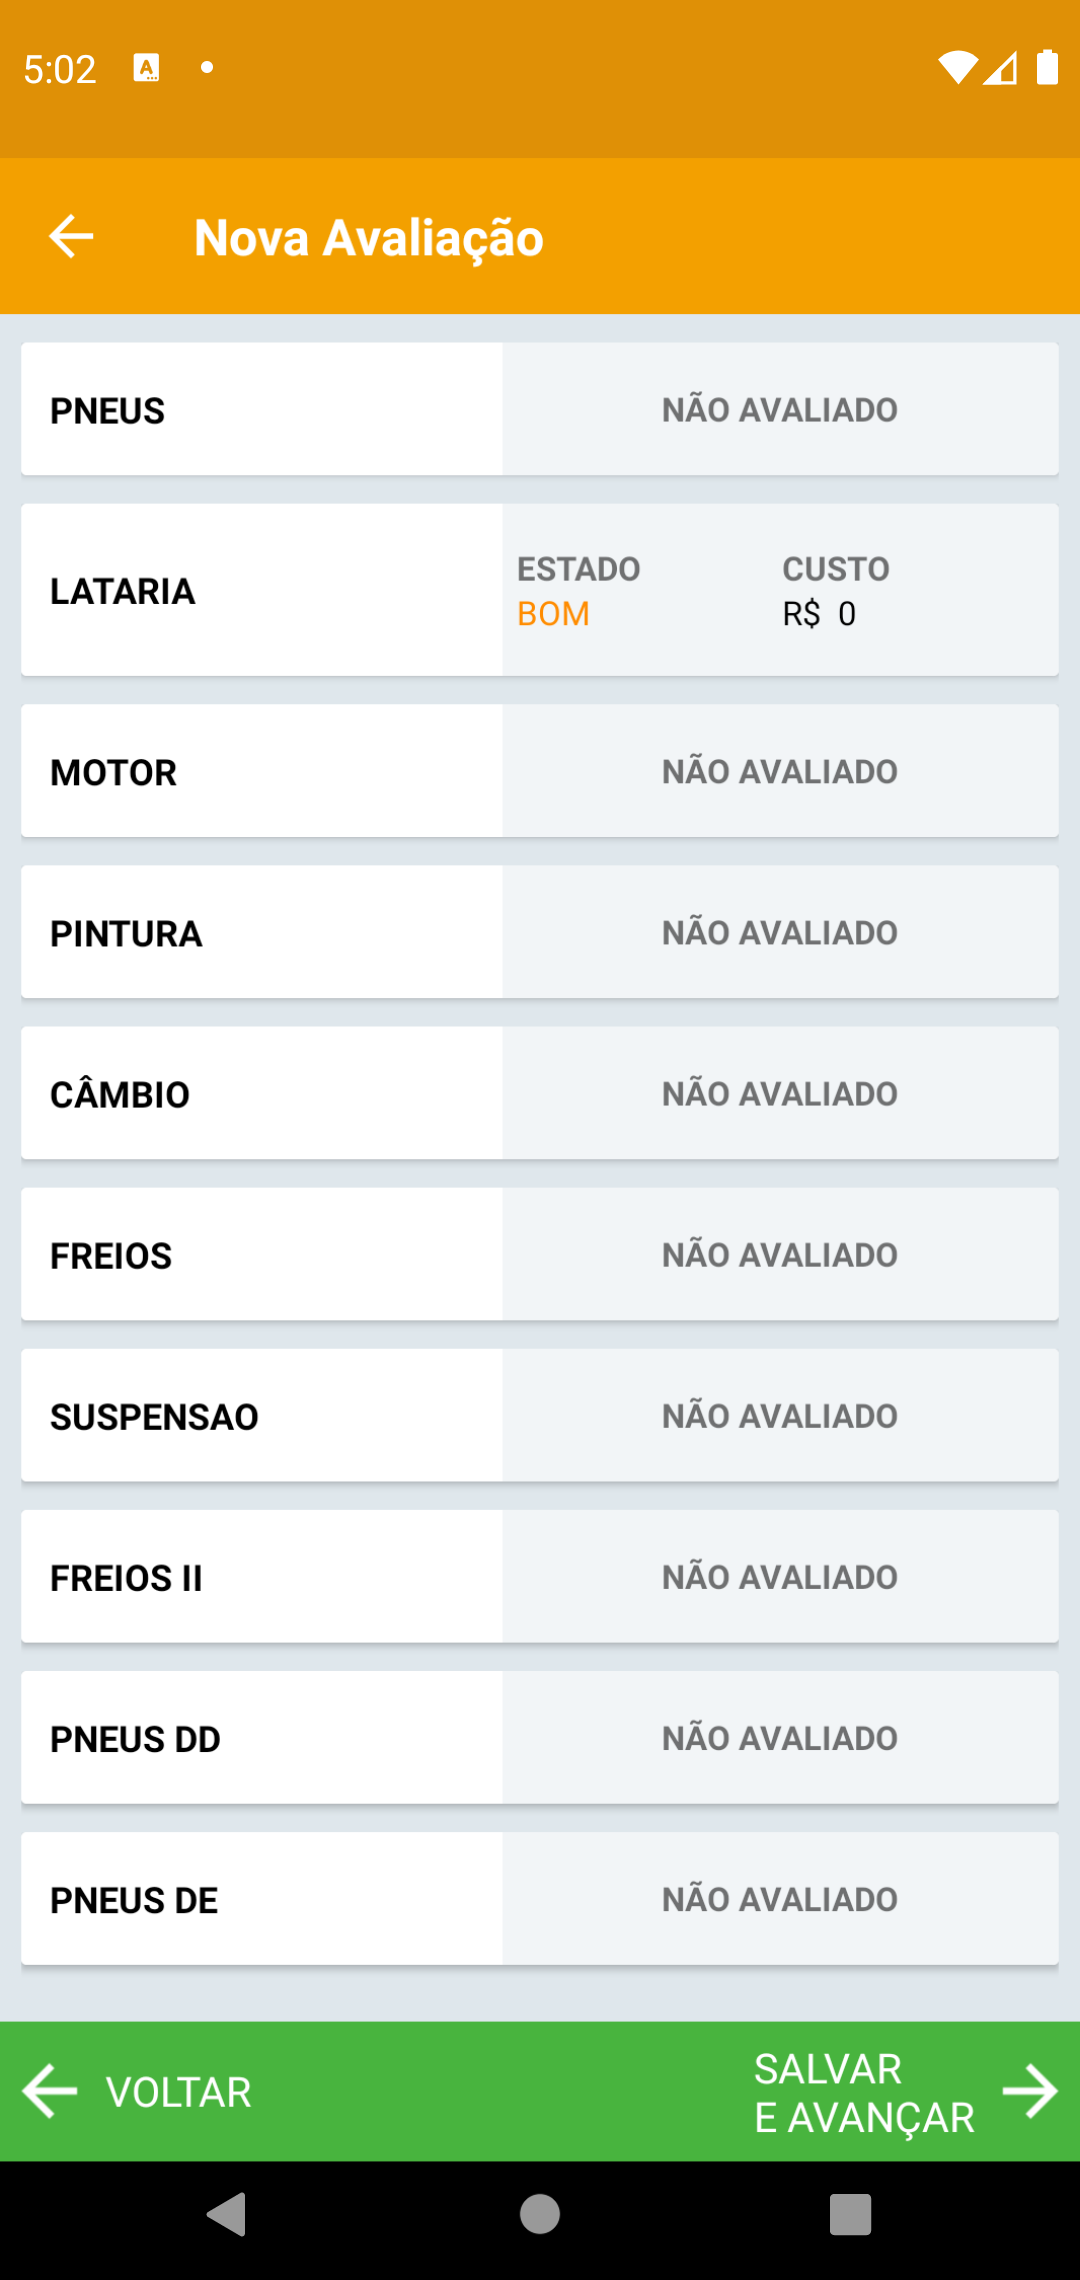 5:02
Nova Avaliação
PNEUS NÃO AVALIADO
LATARIA
ESTADO CUSTO
BOM R$ 0
MOTOR NÃO AVALIADO
PINTURA NÃO AVALIADO
CÂMBIO NÃO AVALIADO
FREIOS NÃO AVALIADO
SUSPENSAO NÃO AVALIADO
FREIOS II NÃO AVALIADO
PNEUS DD NÃO AVALIADO
PNEUS DE NÃO AVALIADO
VOLTAR
SALVAR
E AVANÇAR